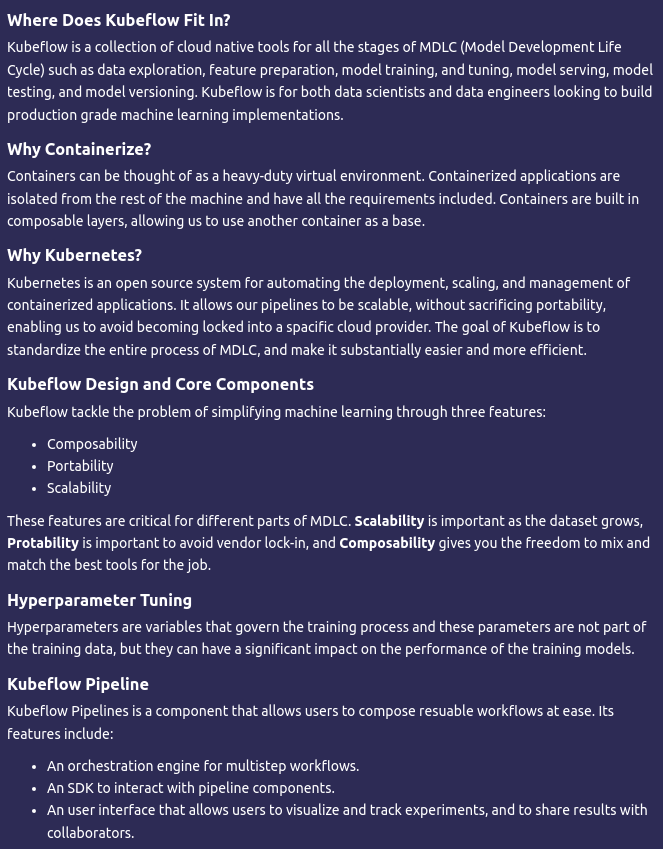 Where Does Kubeflow Fit In?
Kubeflow is a collection of cloud native tools for all the stages of MDLC (Model Development Life
Cycle) such as data exploration, feature preparation, model training, and tuning, model serving, model
testing, and model versioning. Kubeflow is for both data scientists and data engineers looking to build
production grade machine learning implementations.
Why Containerize?
Containers can be thought of as a heavy-duty virtual environment. Containerized applications are
isolated from the rest of the machine and have all the requirements included. Containers are built in
composable layers, allowing us to use another container as a base.
Why Kubernetes?
Kubernetes is an open source system for automating the deployment, scaling, and management of
containerized applications. It allows our pipelines to be scalable, without sacrificing portability,
enabling us to avoid becoming locked into a spacific cloud provider. The goal of Kubeflow is to
standardize the entire process of MDLC, and make it substantially easier and more efficient.
Kubeflow Design and Core Components
Kubeflow tackle the problem of simplifying machine learning through three features:
• Composability
• Portability
• Scalability
These features are critical for different parts of MDLC. Scalability is important as the dataset grows,
Protability is important to avoid vendor lock-in, and Composability gives you the freedom to mix and
match the best tools for the job.
Hyperparameter Tuning
Hyperparameters are variables that govern the training process and these parameters are not part of
the training data, but they can have a significant impact on the performance of the training models.
Kubeflow Pipeline
Kubeflow Pipelines is a component that allows users to compose resuable workflows at ease. Its
features include:
• An orchestration engine for multistep workflows.
• An SDK to interact with pipeline components.
• An user interface that allows users to visualize and track experiments, and to share results with
collaborators.